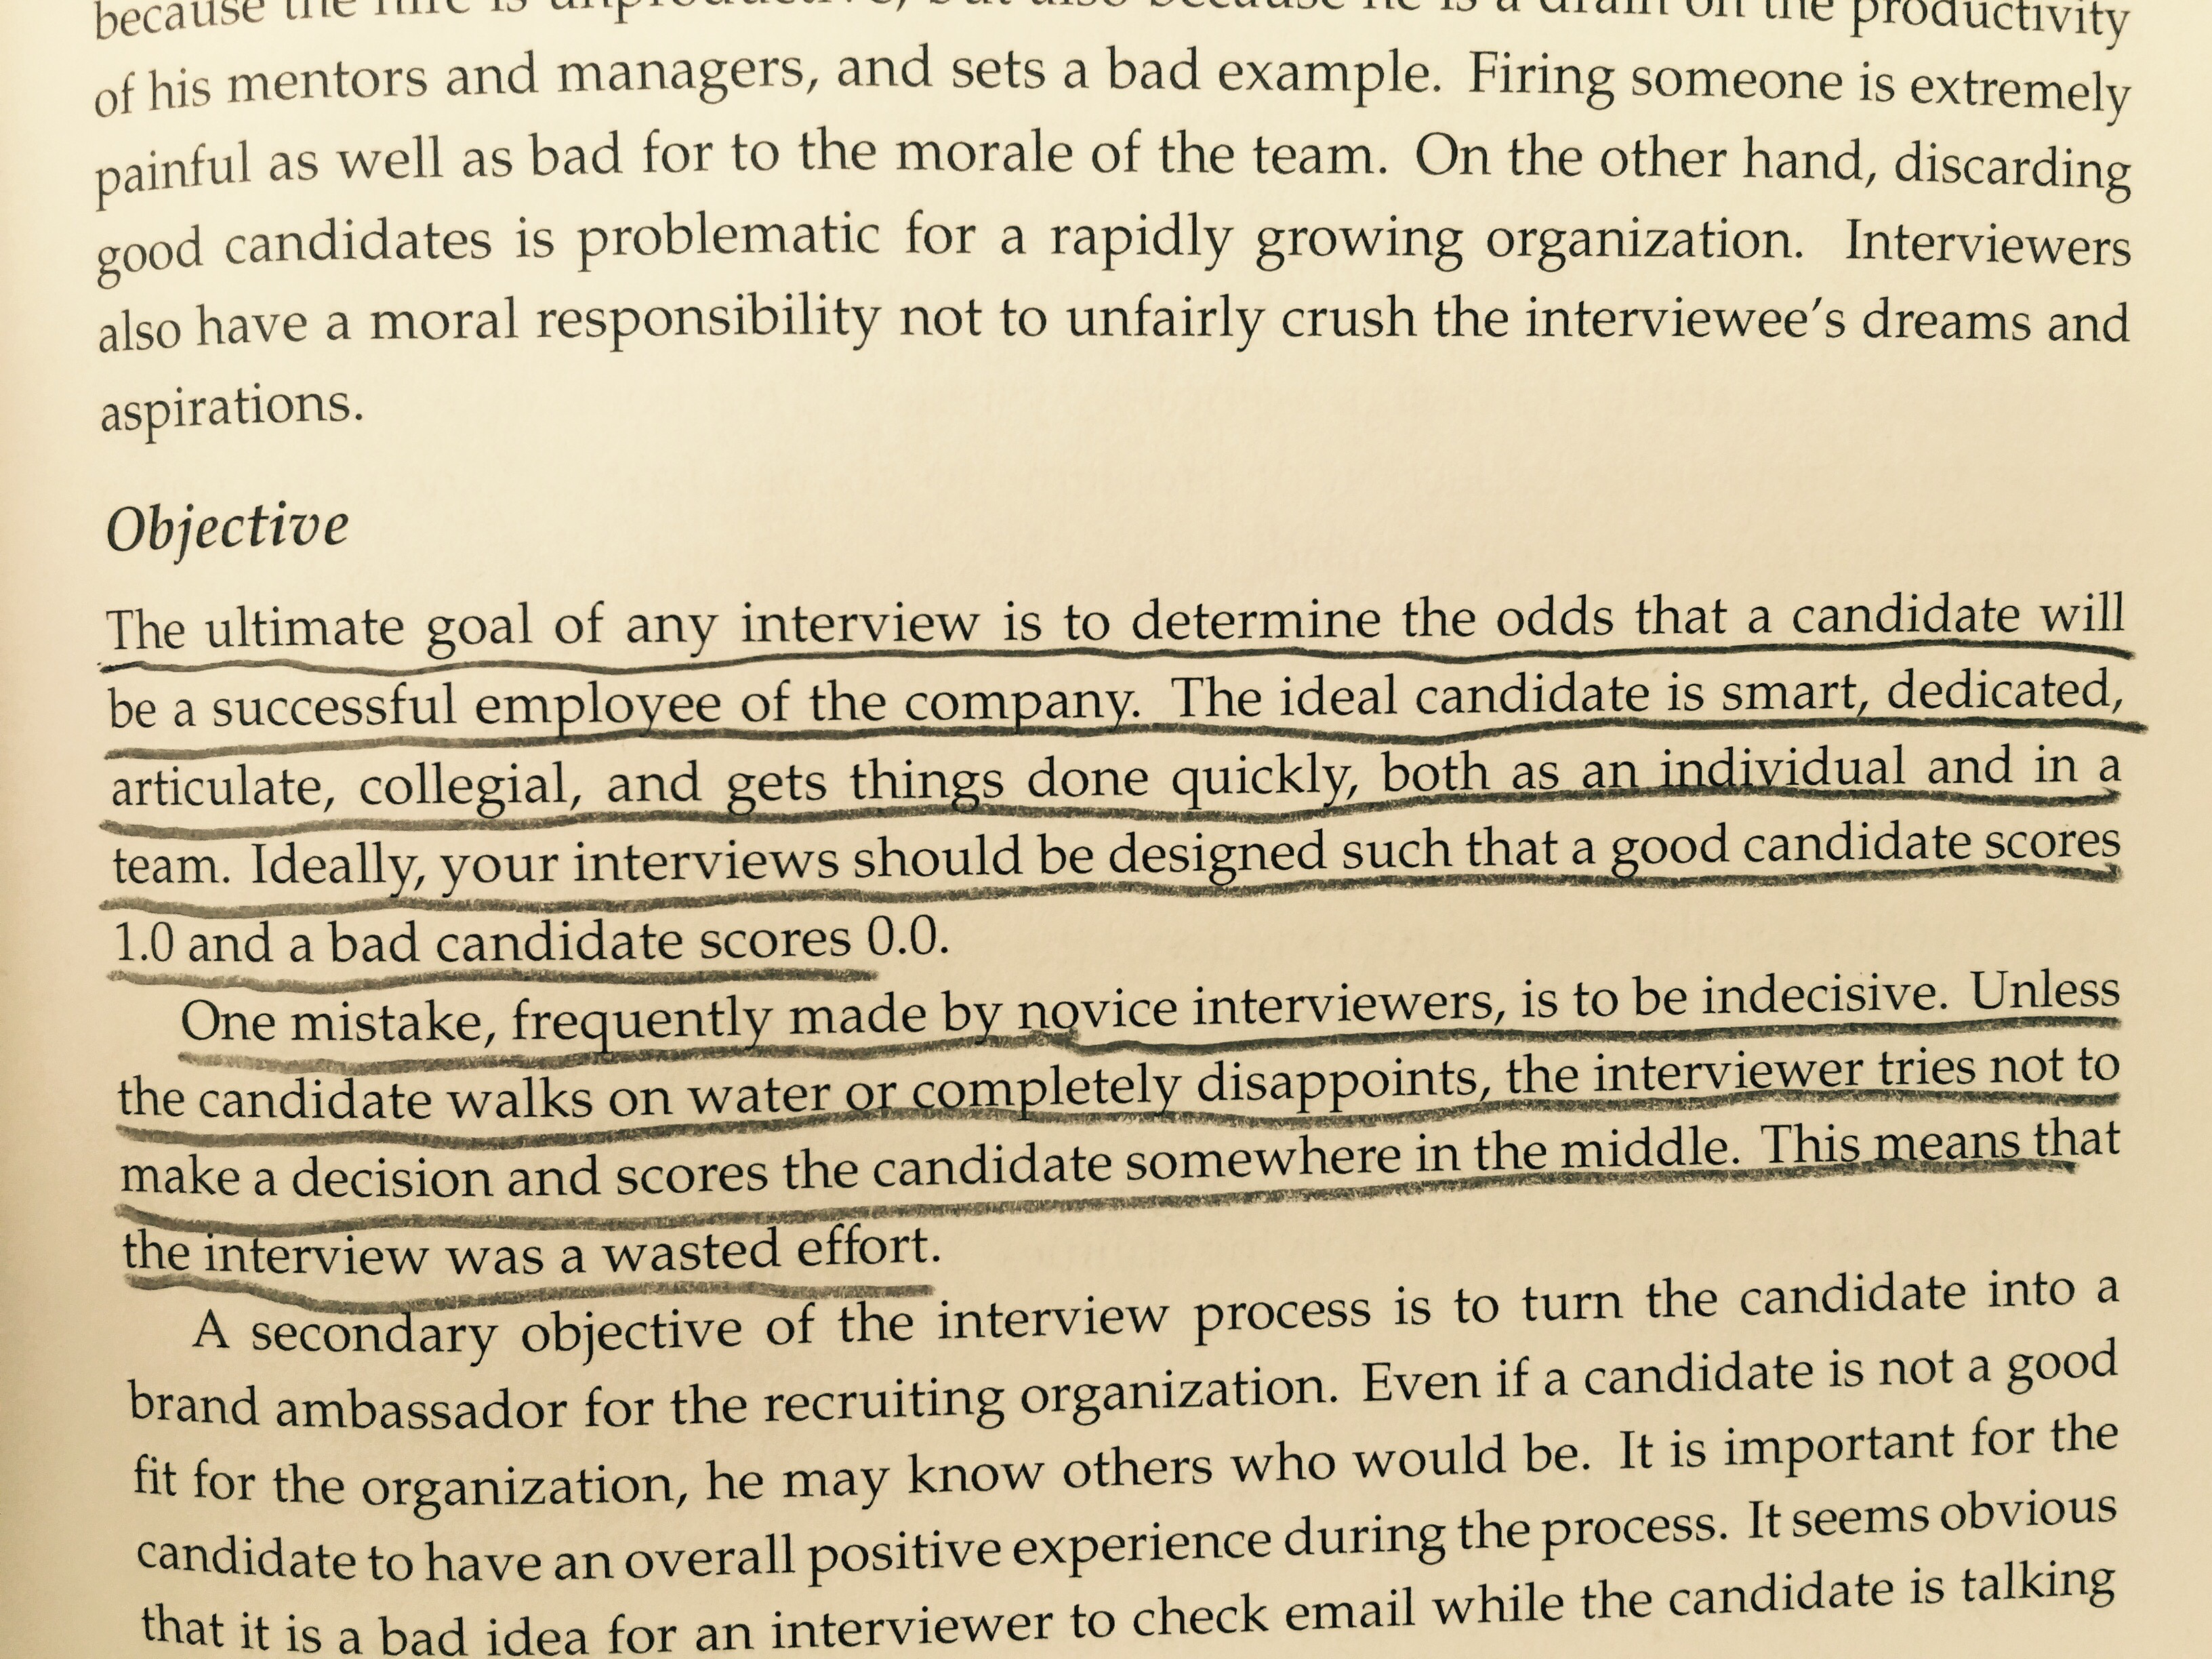 because the hire is unproductive, but also because he is a drain on the productivity
of his mentors and managers, and sets a bad example. Firing someone is extremely
painful as well as bad for to the morale of the team. On the other hand, discarding
good candidates is problematic for a rapidly growing organization. Interviewers
also have a moral responsibility not to unfairly crush the interviewee's dreams and
aspirations.
Objective
The ultimate goal of any interview is to determine the odds that a candidate will
be a successful employee of the company. The ideal candidate is smart, dedicated,
articulate, collegial, and gets things done quickly, both as an individual and in a
team. Ideally, your interviews should be designed such that a good candidate scores
1.0 and a bad candidate scores 0.0.
One mistake, frequently made by novice interviewers, is to be indecisive. Unless
the candidate walks on water or completely disappoints, the interviewer tries not to
make a decision and scores the candidate somewhere in the middle. This means that
the interview was a wasted effort.
A secondary objective of the interview process is to turn the candidate into a
brand ambassador for the recruiting organization. Even if a candidate is not a good
fit for the organization, he may know others who would be. It is important for the
candidate to have an overall positive experience during the process. It seems obvious
that it is a bad idea for an interviewer to check email while the candidate is talking